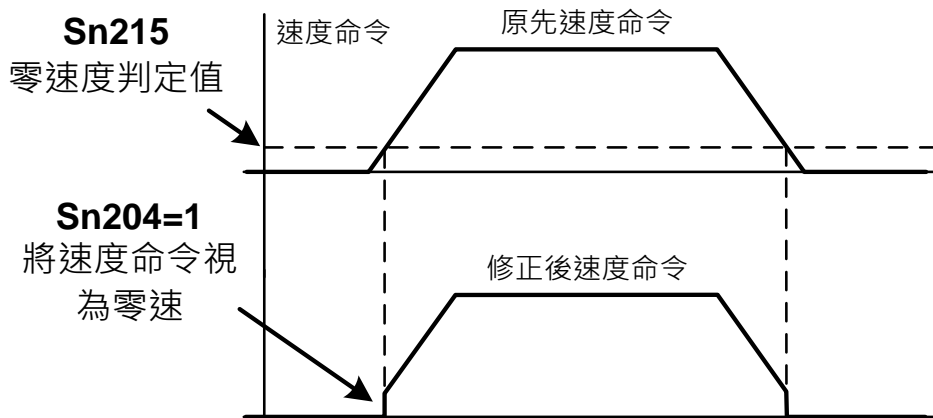 Sn215
零速度判定值
速度命令
原先速度命令
Sn204=1
將速度命令視
為零速
修正後速度命令